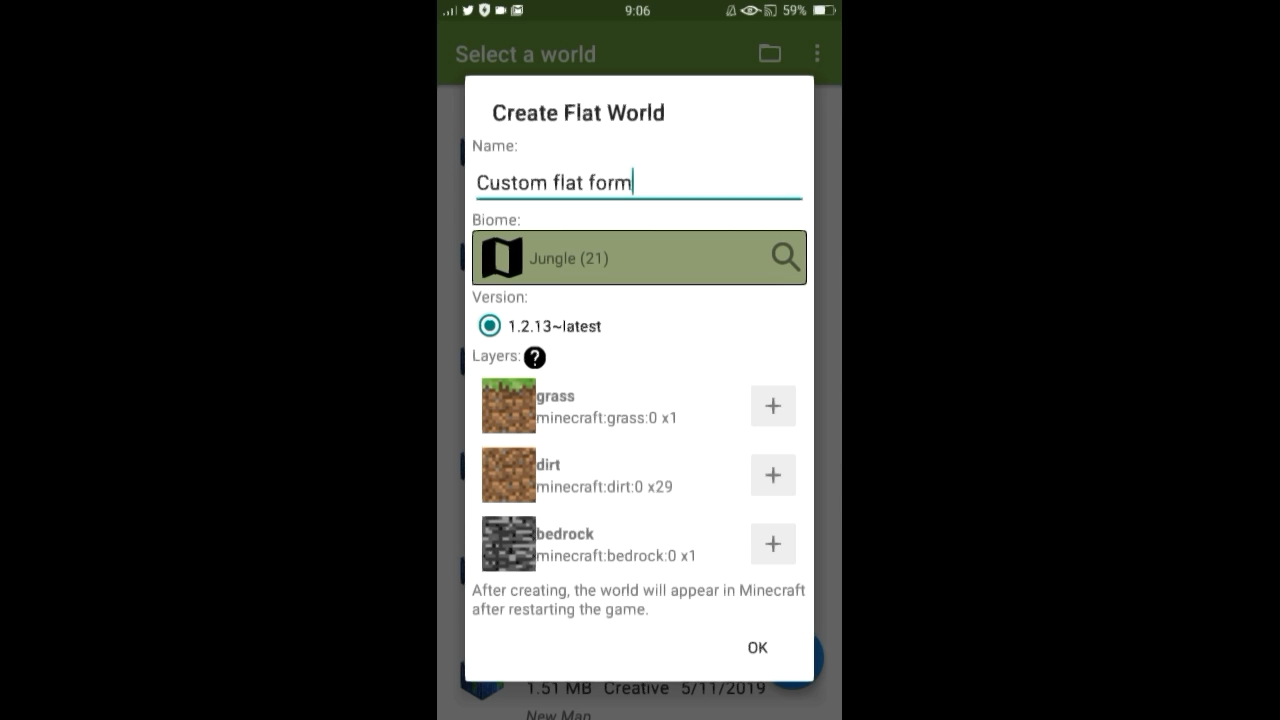 9:06
59%
Select a world
Create Flat World
Name:
Custom flat form
Biome:
Jungle (21)
Version:
1.2.13~latest
Layers: ?
grass
minecraft:grass:0 x1
+
dirt
minecraft:dirt:0 x29
+
bedrock
minecraft:bedrock:0 x1
+
After creating, the world will appear in Minecraft
after restarting the game.
OK
1.51 MB Creative 5/11/2019
New Map